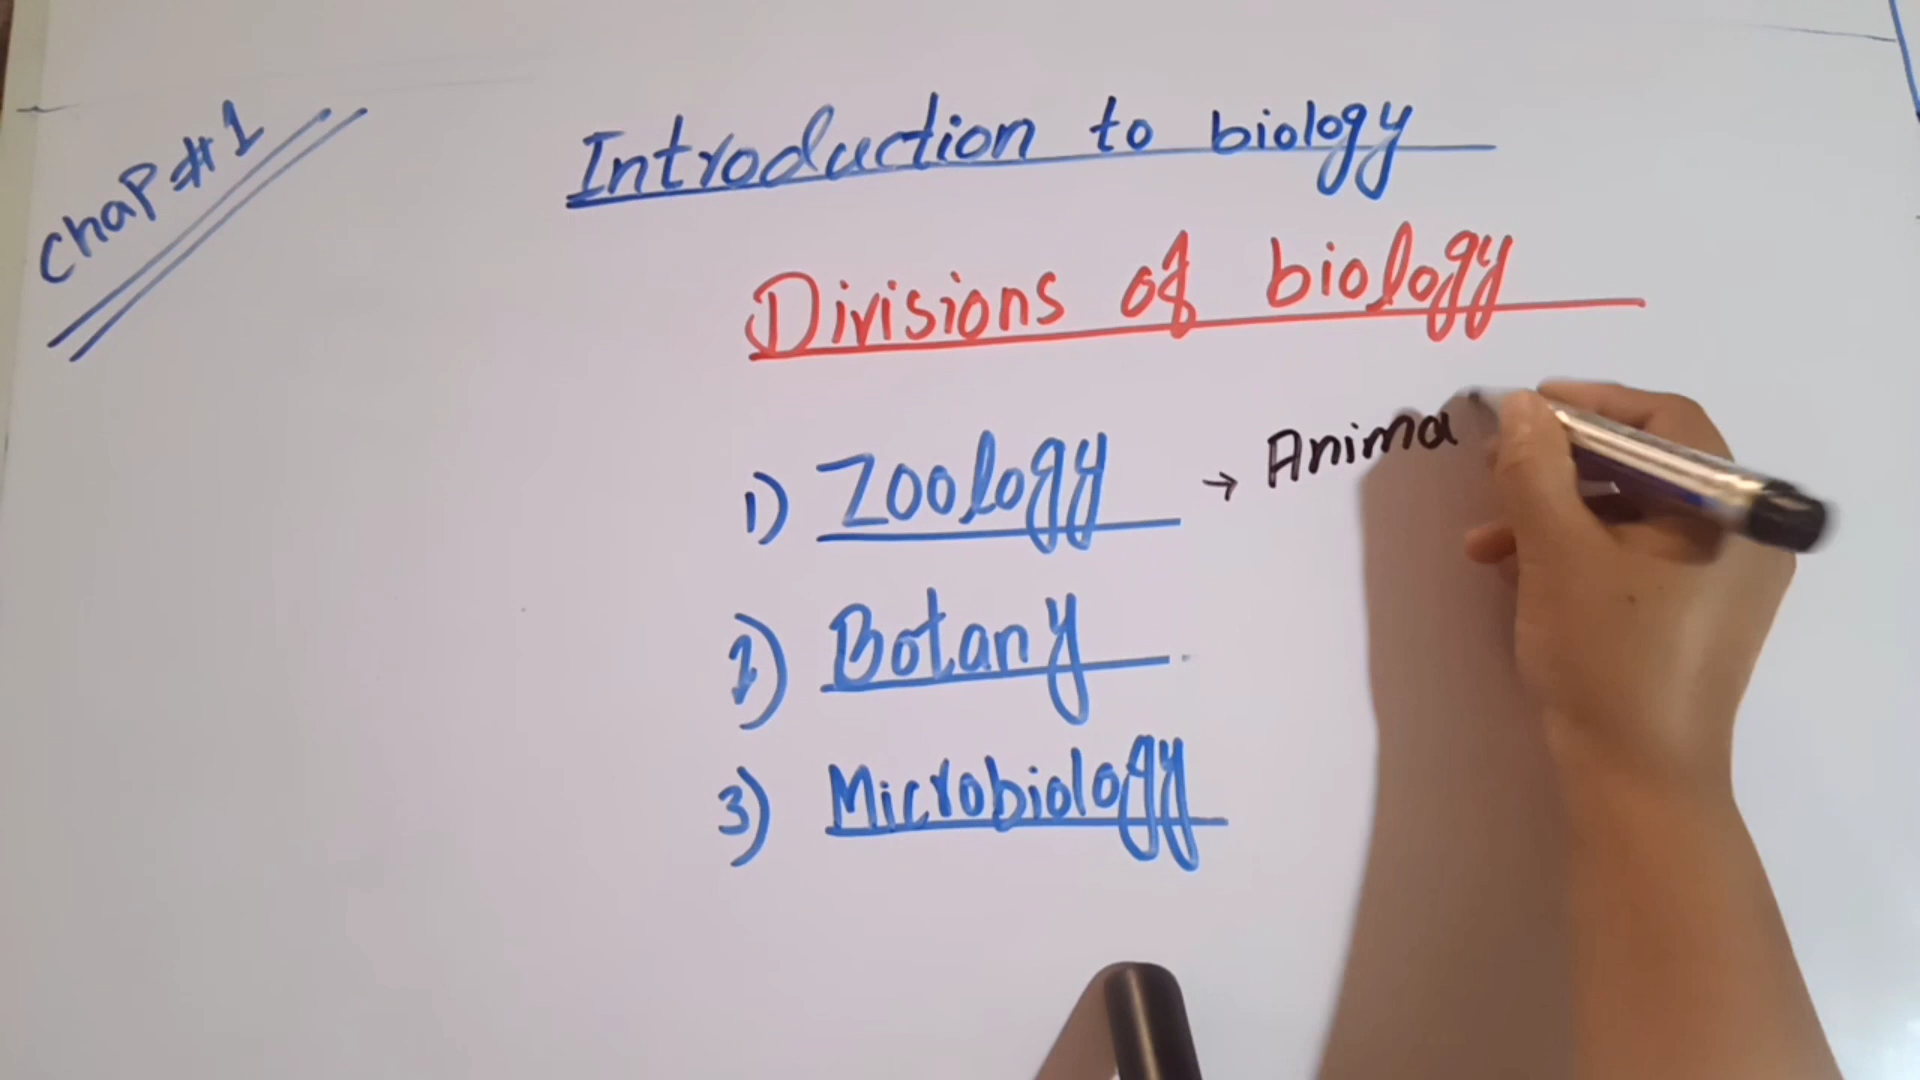 Chap # 1
Introduction to biology
Divisions of biology
1) Zoology → Anima
2) Botany
3) Microbiology